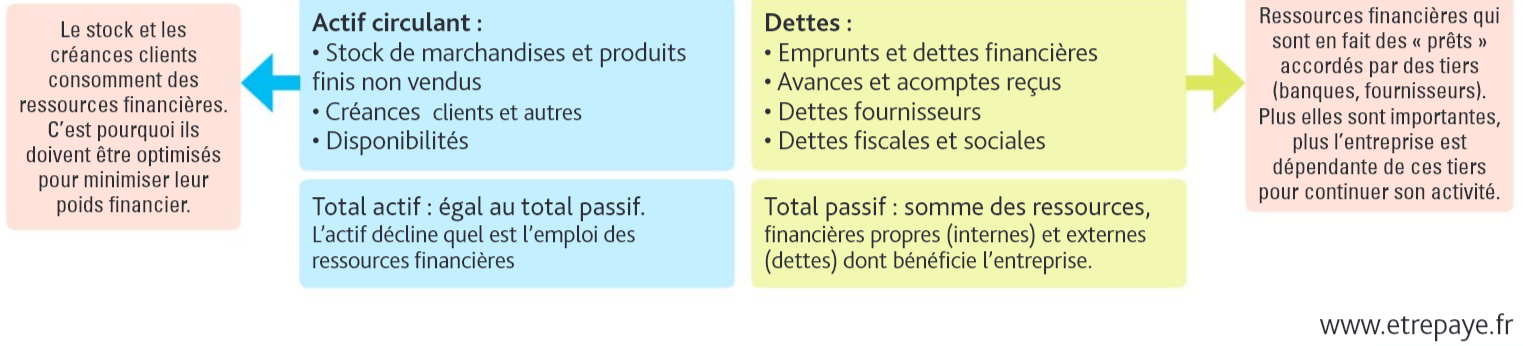 Le stock et les
créances clients
consomment des
ressources financières.
C'est pourquoi ils
doivent être optimisés
pour minimiser leur
poids financier.
Actif circulant :
• Stock de marchandises et produits
finis non vendus
• Créances clients et autres
• Disponibilités
Total actif : égal au total passif.
L'actif décline quel est l'emploi des
ressources financières
Dettes :
• Emprunts et dettes financières
• Avances et acomptes reçus
• Dettes fournisseurs
• Dettes fiscales et sociales
Total passif : somme des ressources,
financières propres (internes) et externes
(dettes) dont bénéficie l'entreprise.
Ressources financières qui
sont en fait des « prêts »
accordés par des tiers
(banques, fournisseurs).
Plus elles sont importantes,
plus l'entreprise est
dépendante de ces tiers
pour continuer son activité.
www.etrepaye.fr